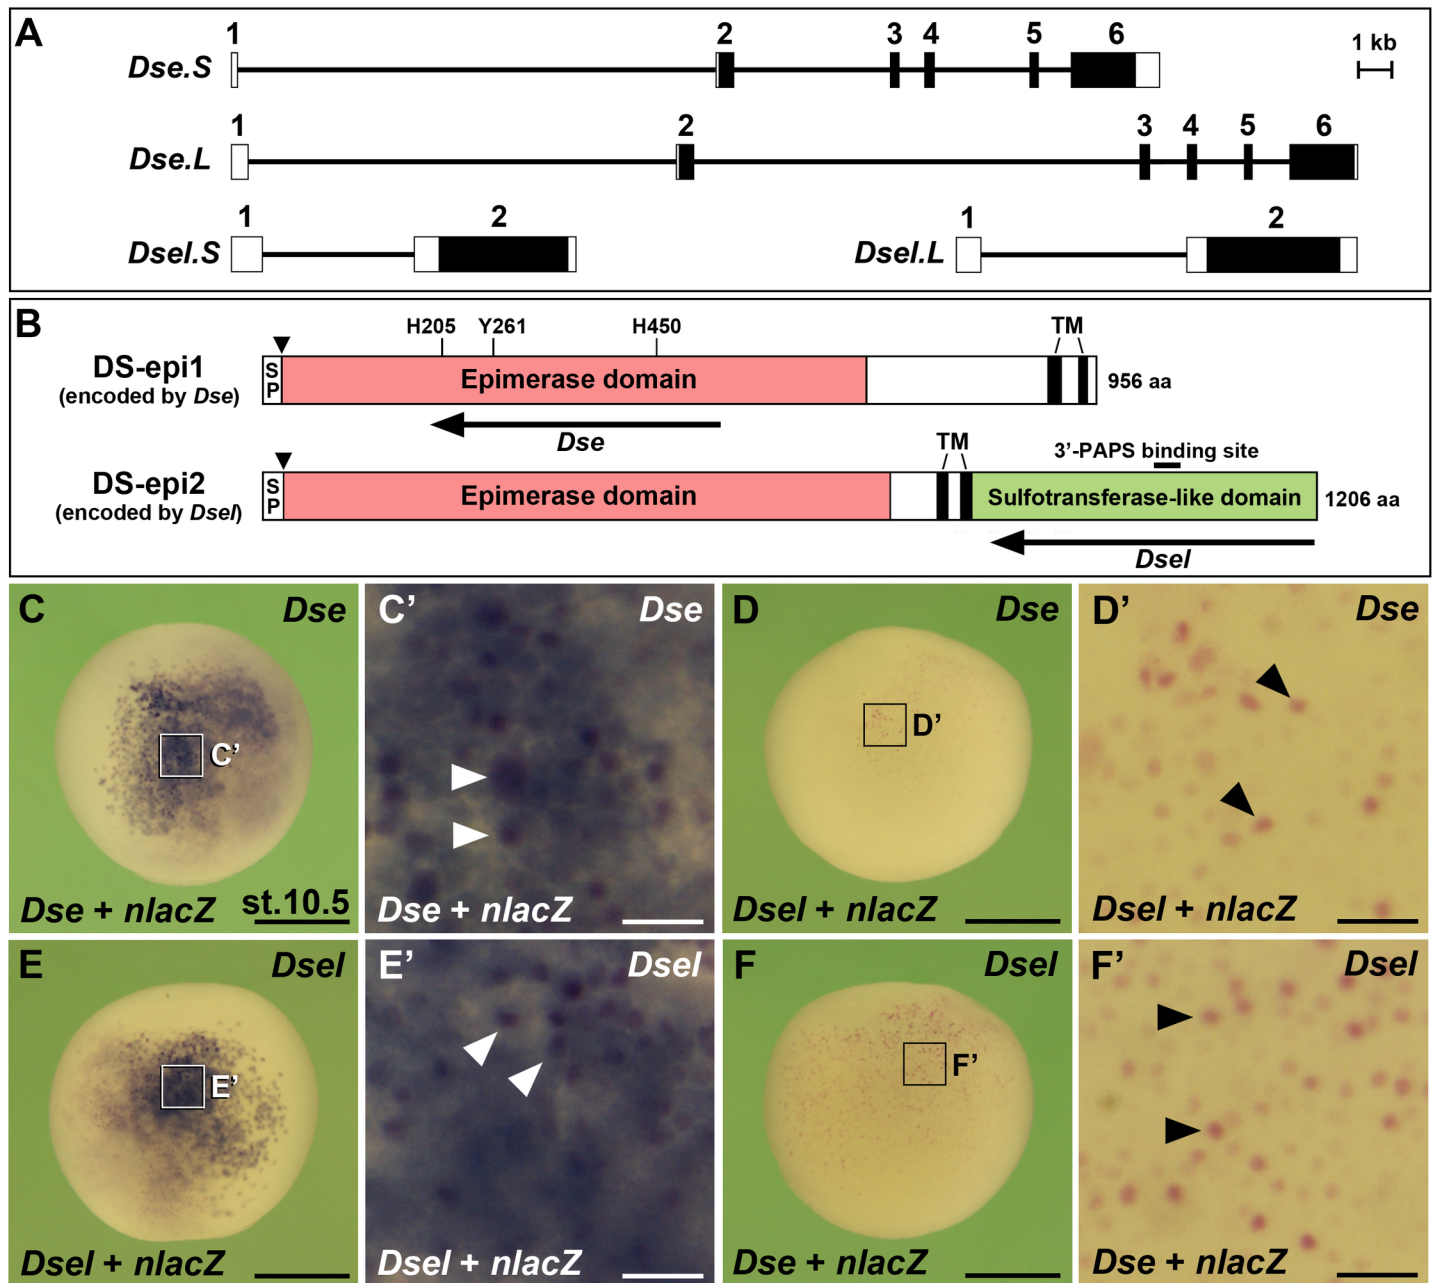 A
1 2 3 4 5 6
Dse.S
1 kb
1 2 3 4 5 6
Dse.L
1 2
Dsel.S
1 2
Dsel.L
B
H205 Y261 H450 TM
DS-epi1
(encoded by Dse)
SP
Epimerase domain
956 aa
Dse
TM
3'-PAPS binding site
DS-epi2
(encoded by Dsel)
SP
Epimerase domain
Sulfotransferase-like domain
1206 aa
Dsel
C Dse
C'
st.10.5
Dse + nlacZ
C' Dse
Dse + nlacZ
D Dse
D'
Dsel + nlacZ
D' Dse
Dsel + nlacZ
E Dsel
E'
Dsel + nlacZ
E' Dsel
Dsel + nlacZ
F Dsel
F'
Dse + nlacZ
F' Dsel
Dse + nlacZ